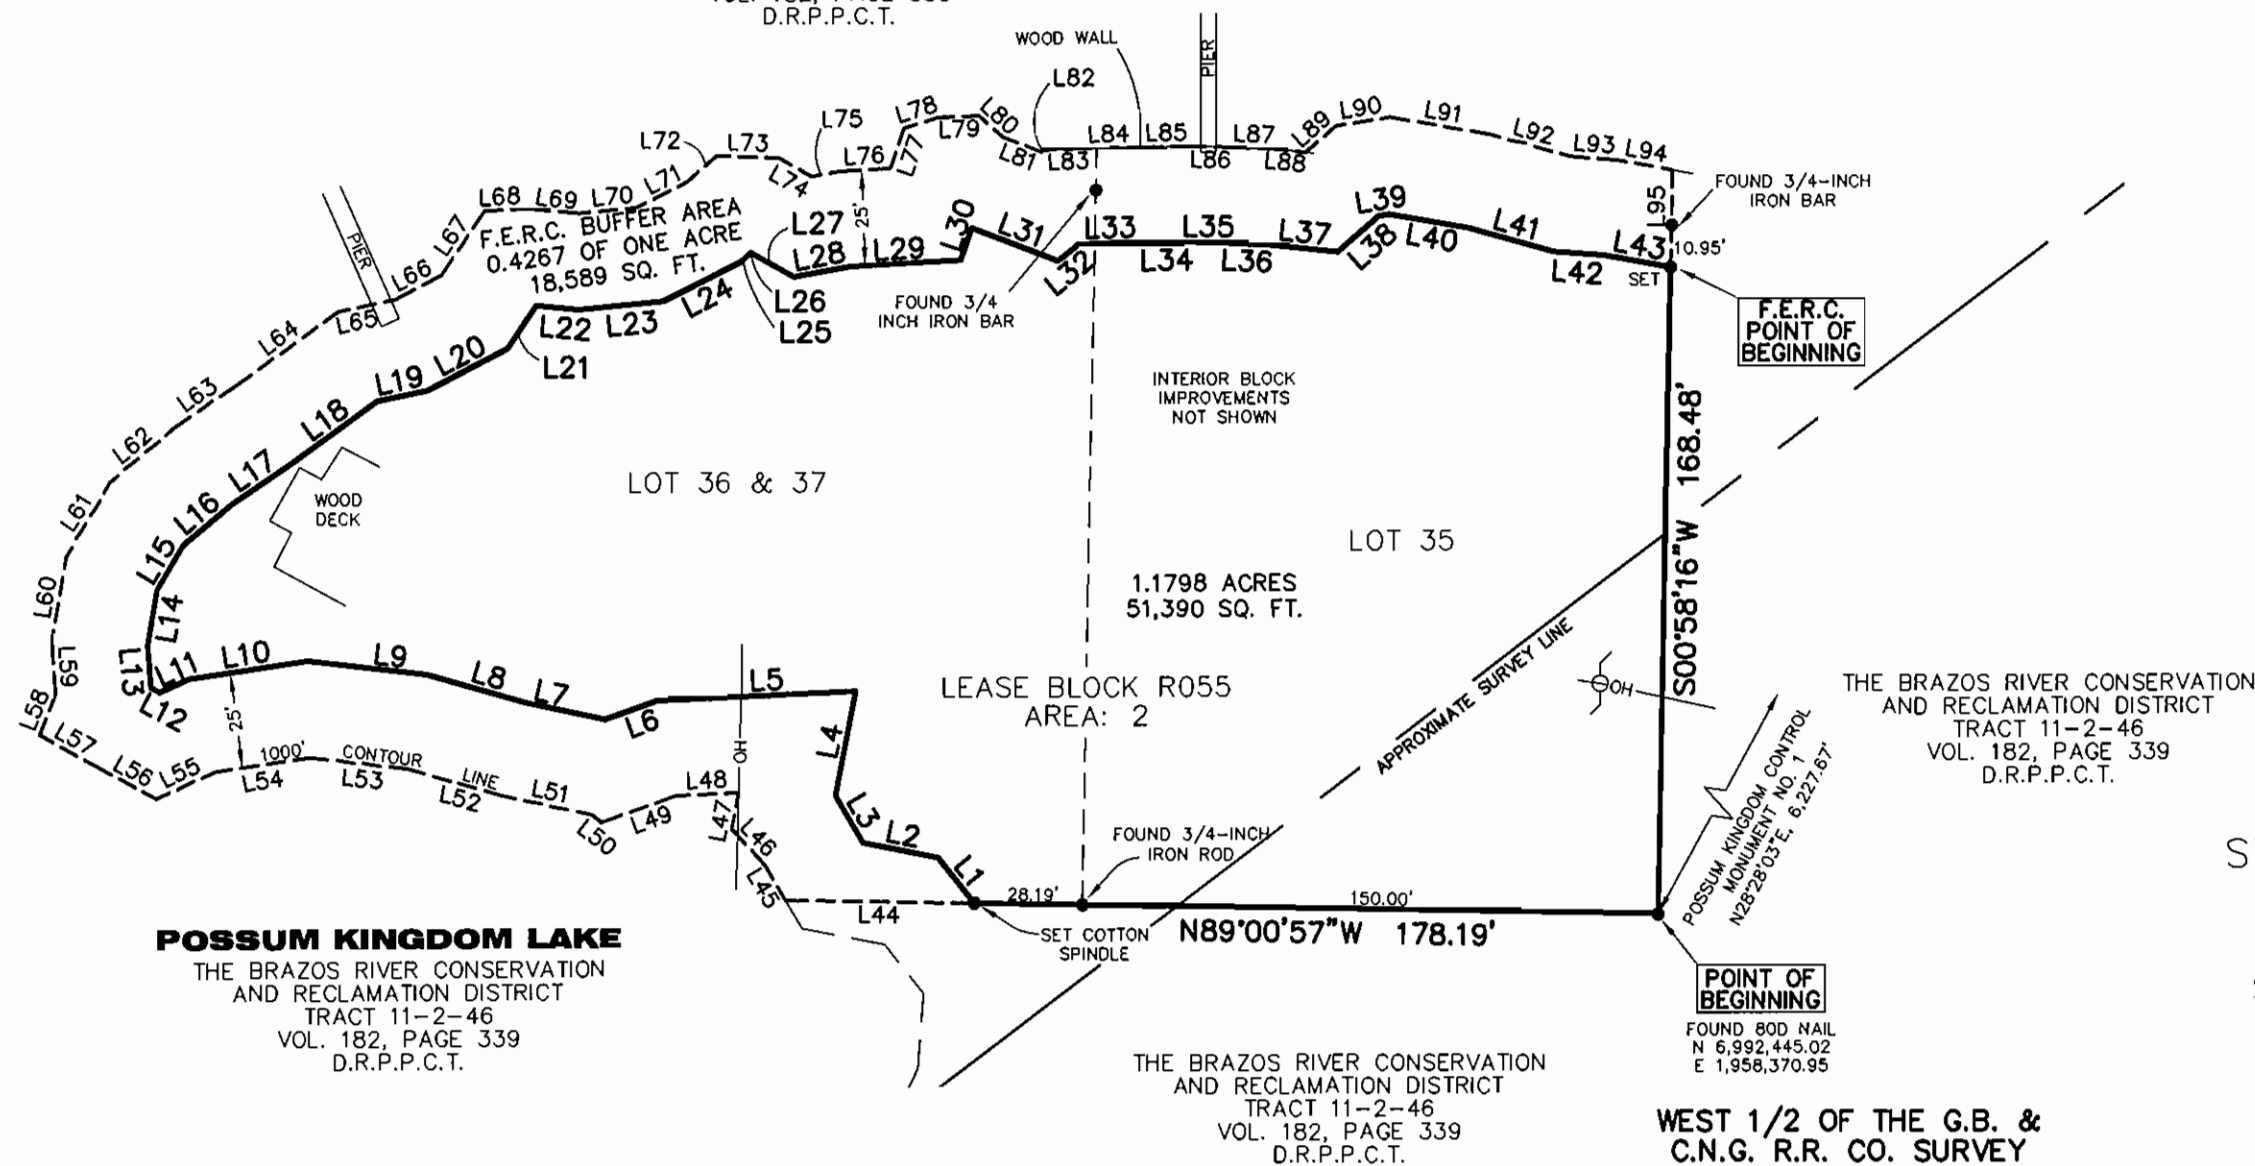 D.R.P.P.C.T.
WOOD WALL
PIER
L82
L72
L73
L74
L75
L76
L77
L78
L79
L80
L81
L83
L84
L85
L86
L87
L88
L89
L90
L91
L92
L93
L94
L95
FOUND 3/4-INCH
IRON BAR
10.95'
SET
F.E.R.C.
POINT OF
BEGINNING
PIER
L65
L66
L67
L68
L69
L70
L71
F.E.R.C. BUFFER AREA
0.4267 OF ONE ACRE
18,589 SQ. FT.
25'
L27
L28
L29
L30
L31
L32
L33
L34
L35
L36
L37
L38
L39
L40
L41
L42
L43
L26
L25
L24
L23
L22
L21
L20
L19
L18
L17
L16
L15
L14
L13
L12
L11
L10
L9
L8
L7
L6
L5
L4
L3
L2
L1
FOUND 3/4
INCH IRON BAR
INTERIOR BLOCK
IMPROVEMENTS
NOT SHOWN
L64
L63
L62
L61
L60
L59
L58
L57
L56
L55
L54
L53
L52
L51
L50
L49
L48
L47
L46
L45
L44
WOOD
DECK
LOT 36 & 37
LOT 35
1.1798 ACRES
51,390 SQ. FT.
S00°58'16"W 168.48'
LEASE BLOCK R055
AREA: 2
APPROXIMATE SURVEY LINE
OH
OH
25'
1000' CONTOUR LINE
THE BRAZOS RIVER CONSERVATION
AND RECLAMATION DISTRICT
TRACT 11-2-46
VOL. 182, PAGE 339
D.R.P.P.C.T.
POSSUM KINGDOM CONTROL
MONUMENT NO. 1
N28°28'03"E, 6,227.67'
S
FOUND 3/4-INCH
IRON ROD
28.19'
150.00'
N89°00'57"W 178.19'
SET COTTON
SPINDLE
POSSUM KINGDOM LAKE
THE BRAZOS RIVER CONSERVATION
AND RECLAMATION DISTRICT
TRACT 11-2-46
VOL. 182, PAGE 339
D.R.P.P.C.T.
POINT OF
BEGINNING
FOUND 80D NAIL
N 6,992,445.02
E 1,958,370.95
THE BRAZOS RIVER CONSERVATION
AND RECLAMATION DISTRICT
TRACT 11-2-46
VOL. 182, PAGE 339
D.R.P.P.C.T.
WEST 1/2 OF THE G.B. &
C.N.G. R.R. CO. SURVEY